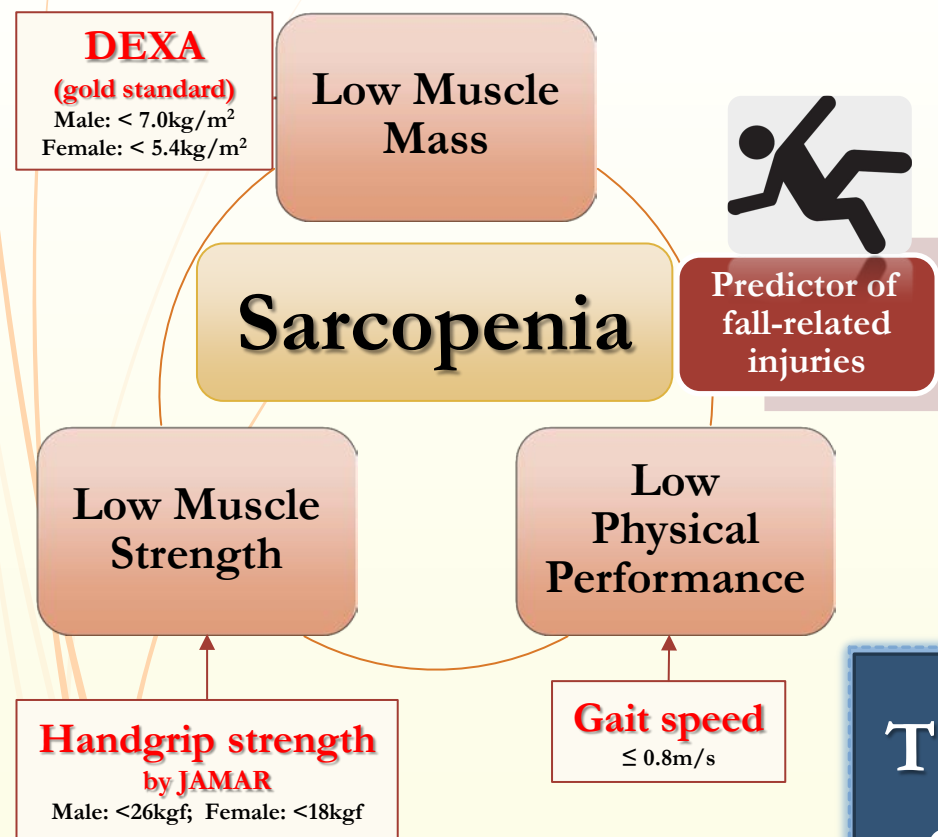 DEXA
(gold standard)
Male: < 7.0kg/m²
Female: < 5.4kg/m²
Low Muscle
Mass
Sarcopenia
Predictor of
fall-related
injuries
Low Muscle
Strength
Low
Physical
Performance
Handgrip strength
by JAMAR
Male: <26kgf; Female: <18kgf
Gait speed
≤ 0.8m/s
T